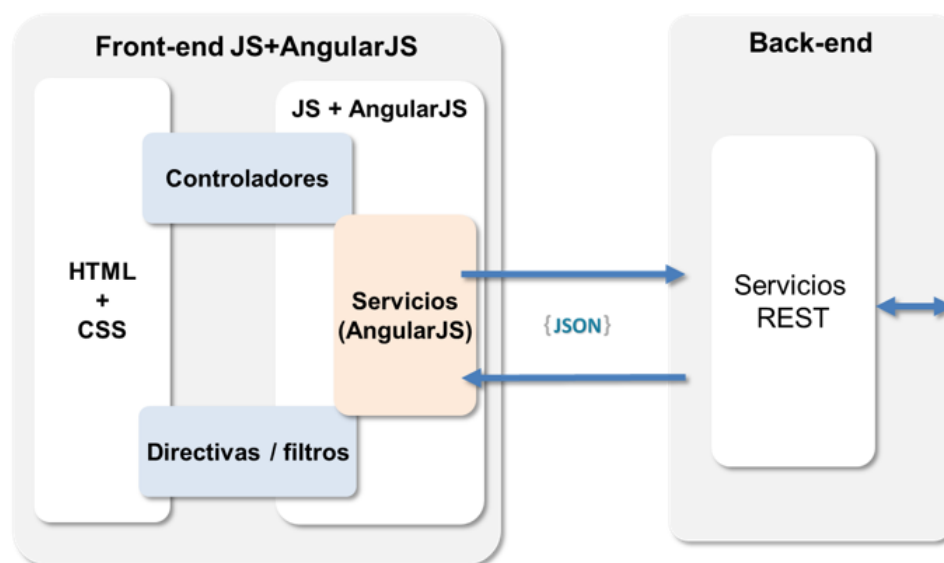 Front-end JS+AngularJS
JS + AngularJS
Controladores
HTML
+
CSS
Servicios
(AngularJS)
Directivas / filtros
{JSON}
Back-end
Servicios
REST